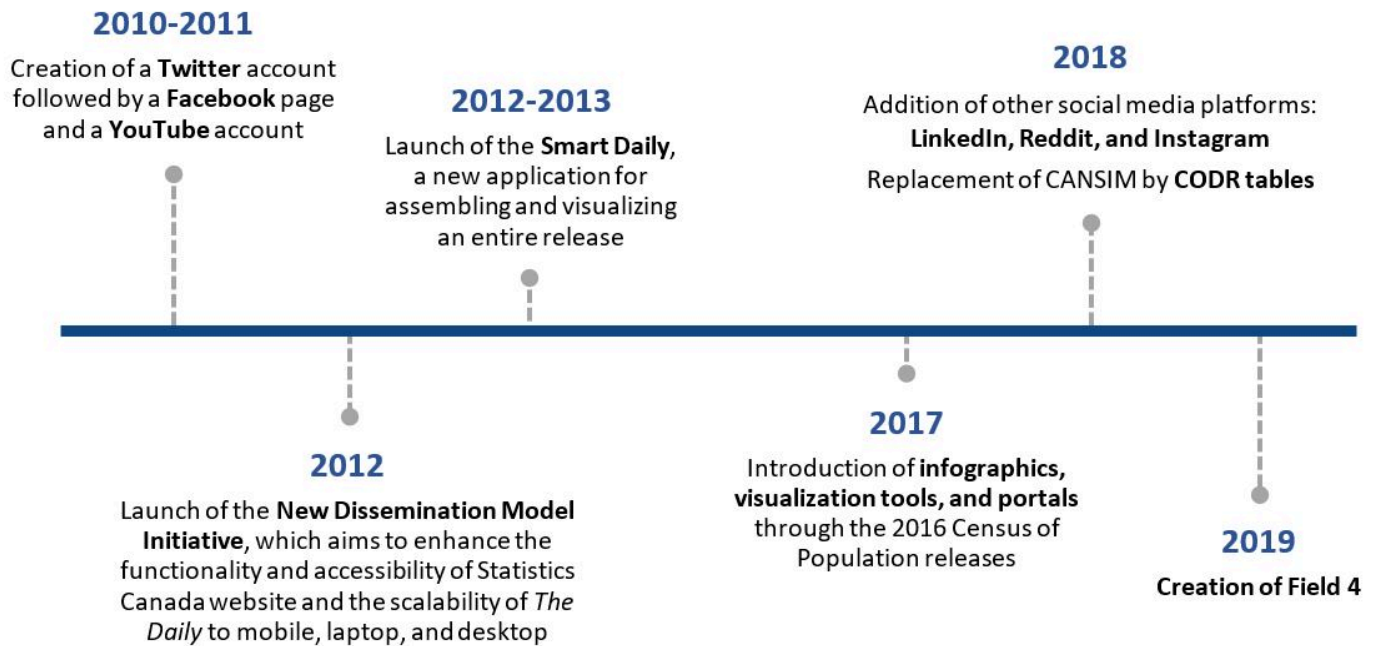 2010-2011
Creation of a Twitter account
followed by a Facebook page
and a YouTube account
2012
Launch of the New Dissemination Model
Initiative, which aims to enhance the
functionality and accessibility of Statistics
Canada website and the scalability of The
Daily to mobile, laptop, and desktop
2012-2013
Launch of the Smart Daily,
a new application for
assembling and visualizing
an entire release
2017
Introduction of infographics,
visualization tools, and portals
through the 2016 Census of
Population releases
2018
Addition of other social media platforms:
LinkedIn, Reddit, and Instagram
Replacement of CANSIM by CODR tables
2019
Creation of Field 4